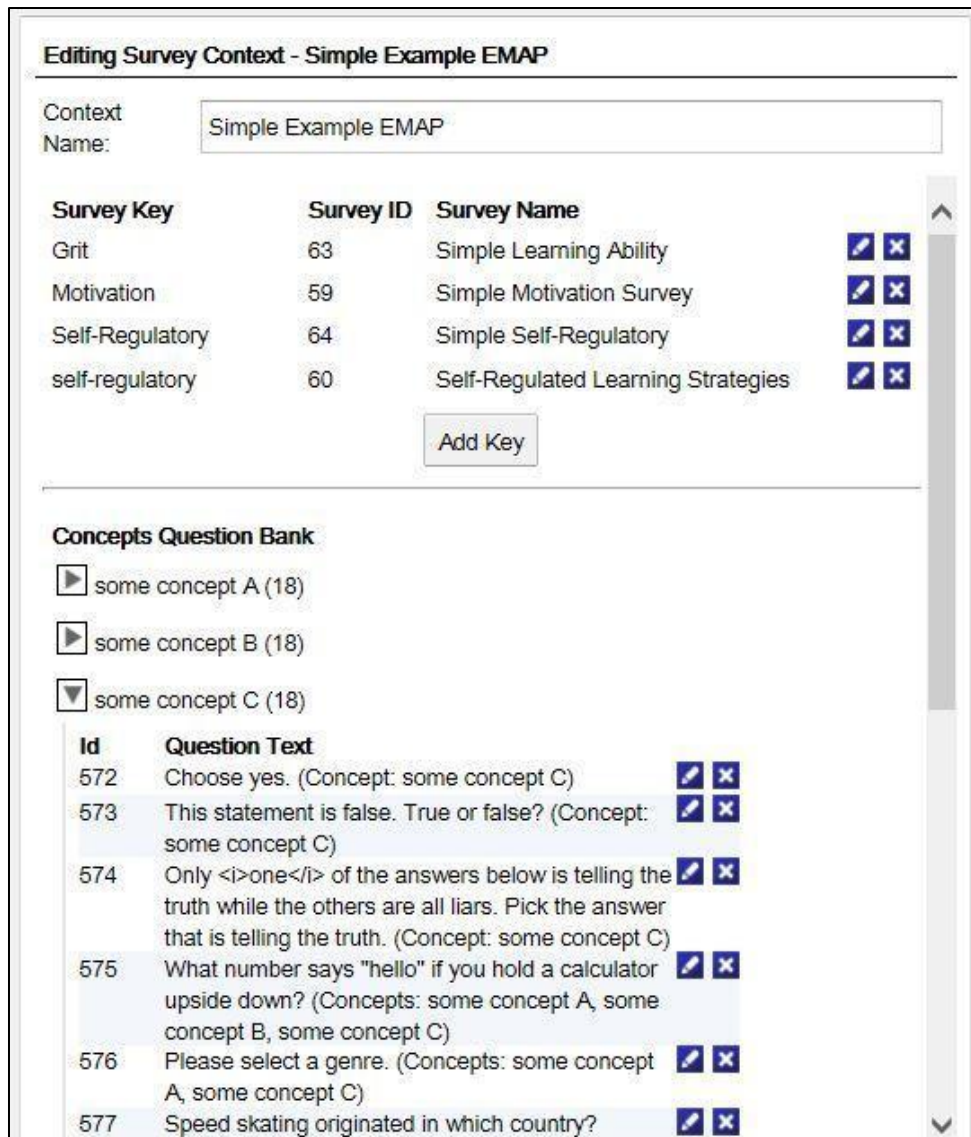 Editing Survey Context - Simple Example EMAP
Context
Name:
Simple Example EMAP
Survey Key Survey ID Survey Name
Grit 63 Simple Learning Ability
Motivation 59 Simple Motivation Survey
Self-Regulatory 64 Simple Self-Regulatory
self-regulatory 60 Self-Regulated Learning Strategies
Add Key
Concepts Question Bank
some concept A (18)
some concept B (18)
some concept C (18)
Id Question Text
572 Choose yes. (Concept: some concept C)
573 This statement is false. True or false? (Concept:
some concept C)
574 Only <i>one</i> of the answers below is telling the
truth while the others are all liars. Pick the answer
that is telling the truth. (Concept: some concept C)
575 What number says "hello" if you hold a calculator
upside down? (Concepts: some concept A, some
concept B, some concept C)
576 Please select a genre. (Concepts: some concept
A, some concept C)
577 Speed skating originated in which country?